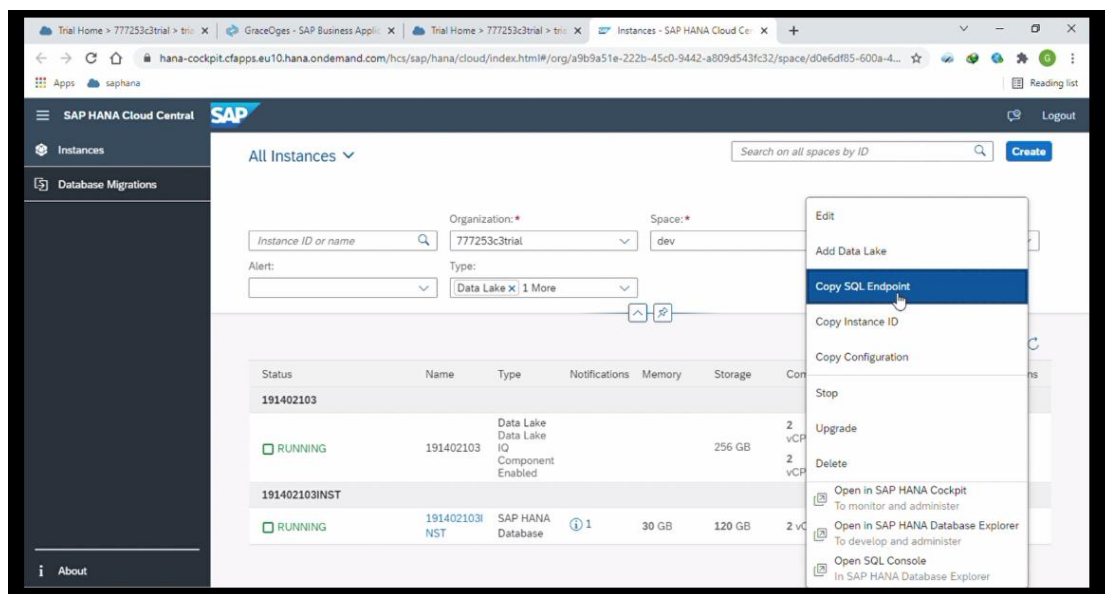 Trial Home > 777253c3trial > tria
GraceOges - SAP Business Applic
Trial Home > 777253c3trial > tria
Instances - SAP HANA Cloud Cen
hana-cockpit.cfapps.eu10.hana.ondemand.com/hcs/sap/hana/cloud/index.html#/org/a9b9a51e-222b-45c0-9442-a809d543fc32/space/d0e6df85-600a-4...
G
Apps
saphana
Reading list
SAP HANA Cloud Central
SAP
Logout
Instances
Database Migrations
All Instances
Search on all spaces by ID
Create
Organization:*
Space:*
Instance ID or name
777253c3trial
dev
Alert:
Type:
Data Lake × 1 More
Edit
Add Data Lake
Copy SQL Endpoint
Copy Instance ID
Copy Configuration
Stop
Upgrade
Delete
Open in SAP HANA Cockpit
To monitor and administer
Open in SAP HANA Database Explorer
To develop and administer
Open SQL Console
In SAP HANA Database Explorer
Status Name Type Notifications Memory Storage Con ns
191402103
RUNNING
191402103
Data Lake
Data Lake
IQ
Component
Enabled
256 GB
2
vCP
2
vCP
191402103INST
RUNNING
191402103I
NST
SAP HANA
Database
1
30 GB
120 GB
2 vC
i About